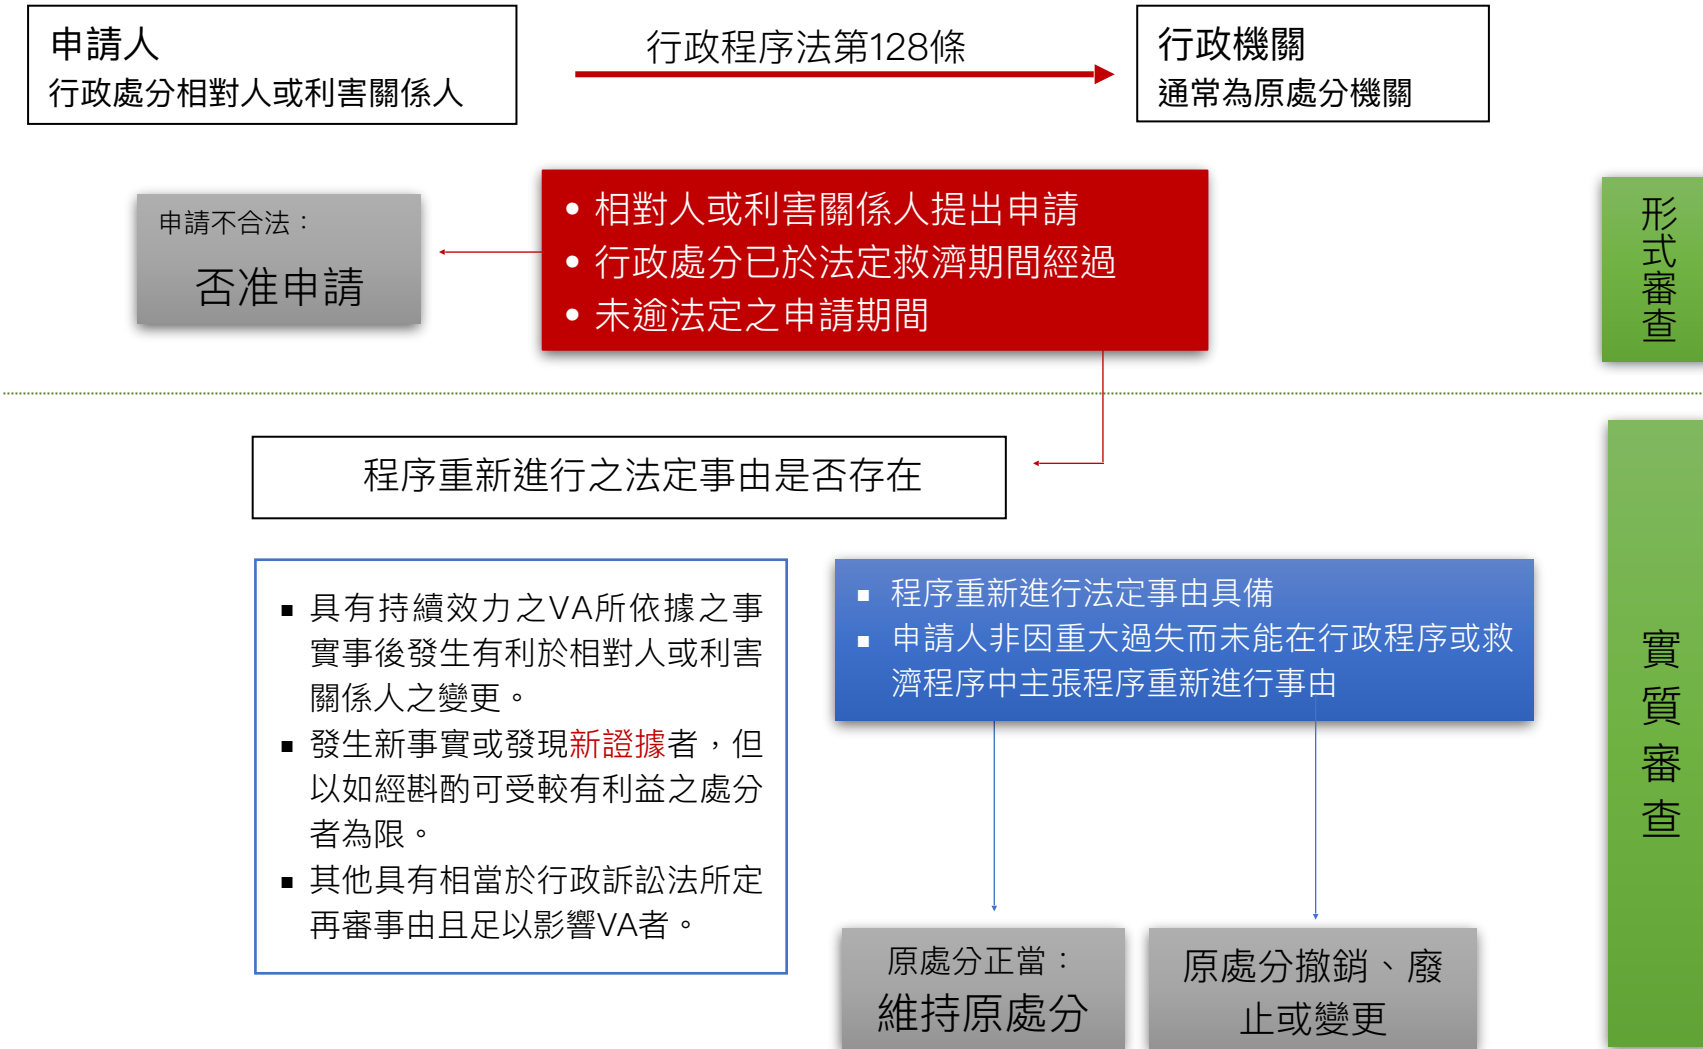 申請人
行政處分相對人或利害關係人
行政程序法第128條
行政機關
通常為原處分機關
申請不合法：
否准申請
• 相對人或利害關係人提出申請
• 行政處分已於法定救濟期間經過
• 未逾法定之申請期間
形式審查
程序重新進行之法定事由是否存在
▪ 具有持續效力之VA所依據之事
實事後發生有利於相對人或利害
關係人之變更。
▪ 發生新事實或發現新證據者，但
以如經斟酌可受較有利益之處分
者為限。
▪ 其他具有相當於行政訴訟法所定
再審事由且足以影響VA者。
▪ 程序重新進行法定事由具備
▪ 申請人非因重大過失而未能在行政程序或救
濟程序中主張程序重新進行事由
實質審查
原處分正當：
維持原處分
原處分撤銷、廢
止或變更